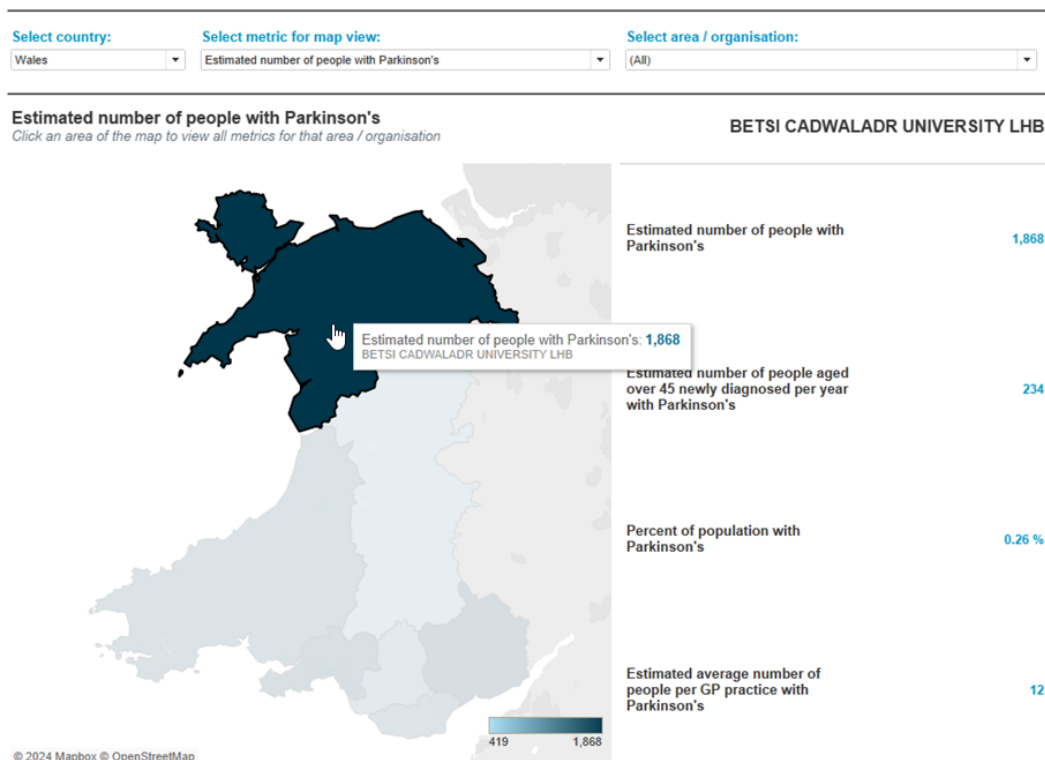 Select country:
Select metric for map view:
Select area / organisation:
Wales
Estimated number of people with Parkinson's
(All)
Estimated number of people with Parkinson's
Click an area of the map to view all metrics for that area / organisation
BETSI CADWALADR UNIVERSITY LHB
Estimated number of people with
Parkinson's
1,868
Estimated number of people with Parkinson's: 1,868
BETSI CADWALADR UNIVERSITY LHB
Estimated number of people aged
over 45 newly diagnosed per year
with Parkinson's
234
Percent of population with
Parkinson's
0.26 %
Estimated average number of
people per GP practice with
Parkinson's
12
419
1,868
© 2024 Mapbox © OpenStreetMap